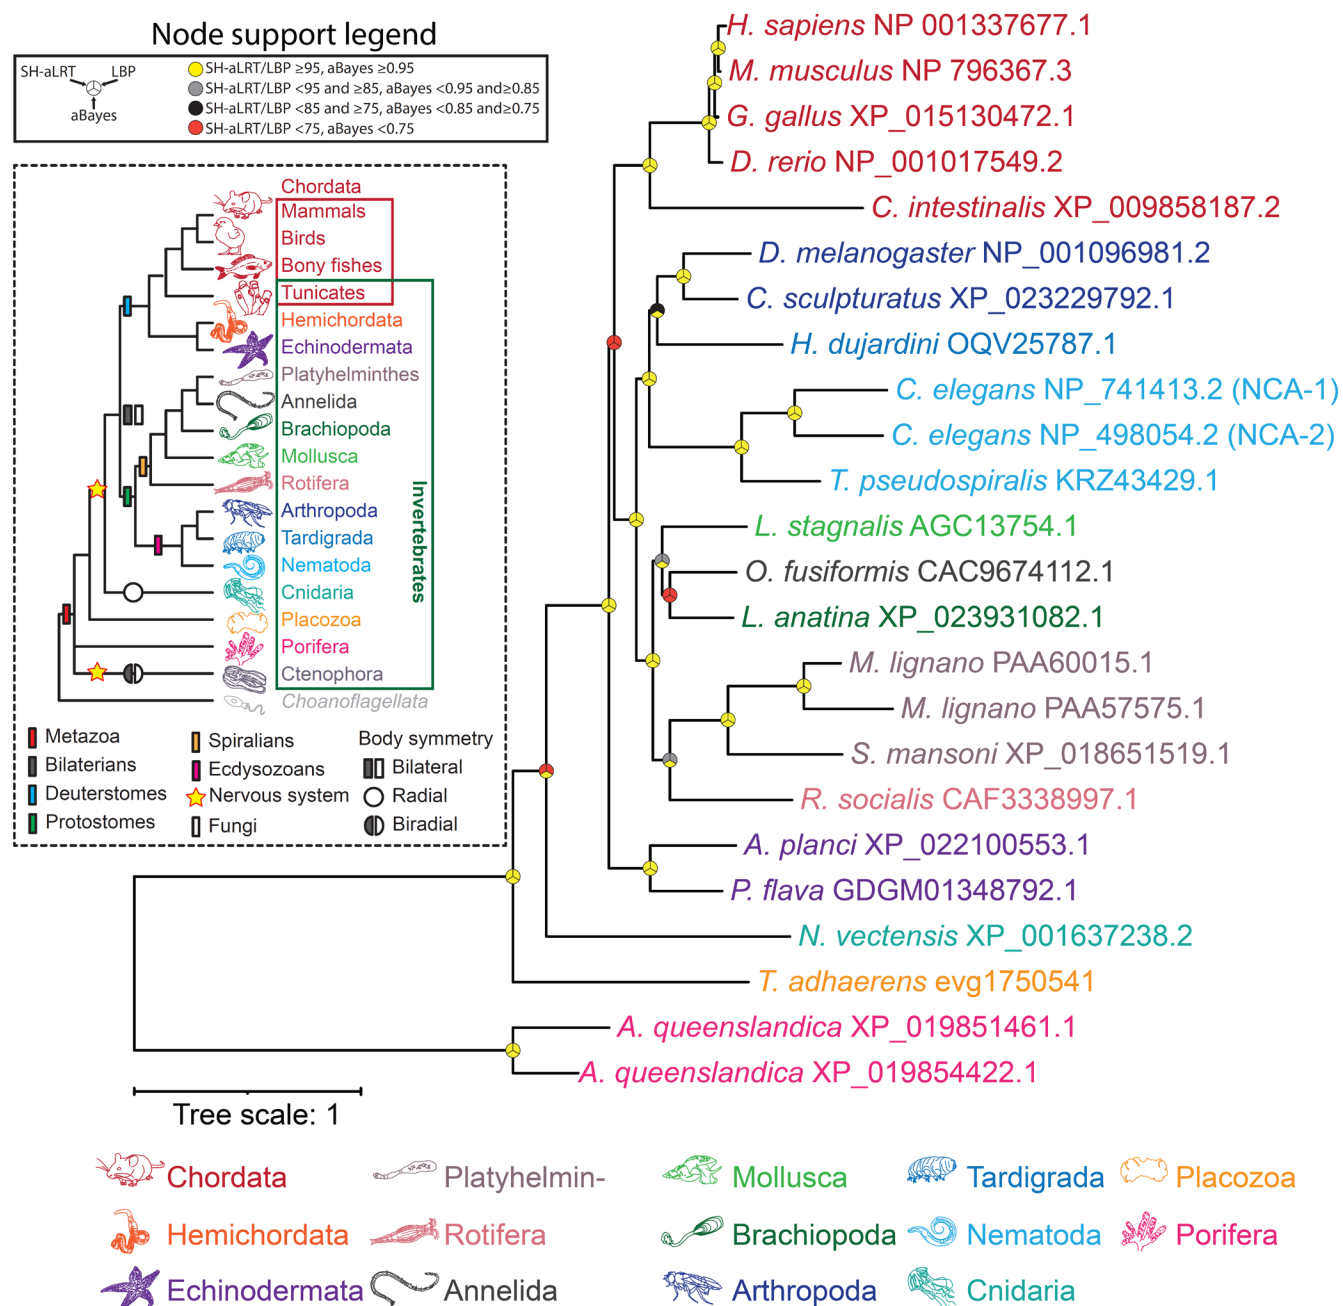 Node support legend
SH-aLRT
LBP
aBayes
SH-aLRT/LBP ≥95, aBayes ≥0.95
SH-aLRT/LBP <95 and ≥85, aBayes <0.95 and≥0.85
SH-aLRT/LBP <85 and ≥75, aBayes <0.85 and≥0.75
SH-aLRT/LBP <75, aBayes <0.75
Chordata
Mammals
Birds
Bony fishes
Tunicates
Hemichordata
Echinodermata
Platyhelminthes
Annelida
Brachiopoda
Mollusca
Rotifera
Arthropoda
Tardigrada
Nematoda
Cnidaria
Placozoa
Porifera
Ctenophora
Choanoflagellata
Invertebrates
Metazoa
Bilaterians
Deuterstomes
Protostomes
Spiralians
Ecdysozoans
Nervous system
Fungi
Body symmetry
Bilateral
Radial
Biradial
H. sapiens NP 001337677.1
M. musculus NP 796367.3
G. gallus XP_015130472.1
D. rerio NP_001017549.2
C. intestinalis XP_009858187.2
D. melanogaster NP_001096981.2
C. sculpturatus XP_023229792.1
H. dujardini OQV25787.1
C. elegans NP_741413.2 (NCA-1)
C. elegans NP_498054.2 (NCA-2)
T. pseudospiralis KRZ43429.1
L. stagnalis AGC13754.1
O. fusiformis CAC9674112.1
L. anatina XP_023931082.1
M. lignano PAA60015.1
M. lignano PAA57575.1
S. mansoni XP_018651519.1
R. socialis CAF3338997.1
A. planci XP_022100553.1
P. flava GDGM01348792.1
N. vectensis XP_001637238.2
T. adhaerens evg1750541
A. queenslandica XP_019851461.1
A. queenslandica XP_019854422.1
Tree scale: 1
Chordata
Hemichordata
Echinodermata
Platyhelmin-
Rotifera
Annelida
Mollusca
Brachiopoda
Arthropoda
Tardigrada
Nematoda
Cnidaria
Placozoa
Porifera